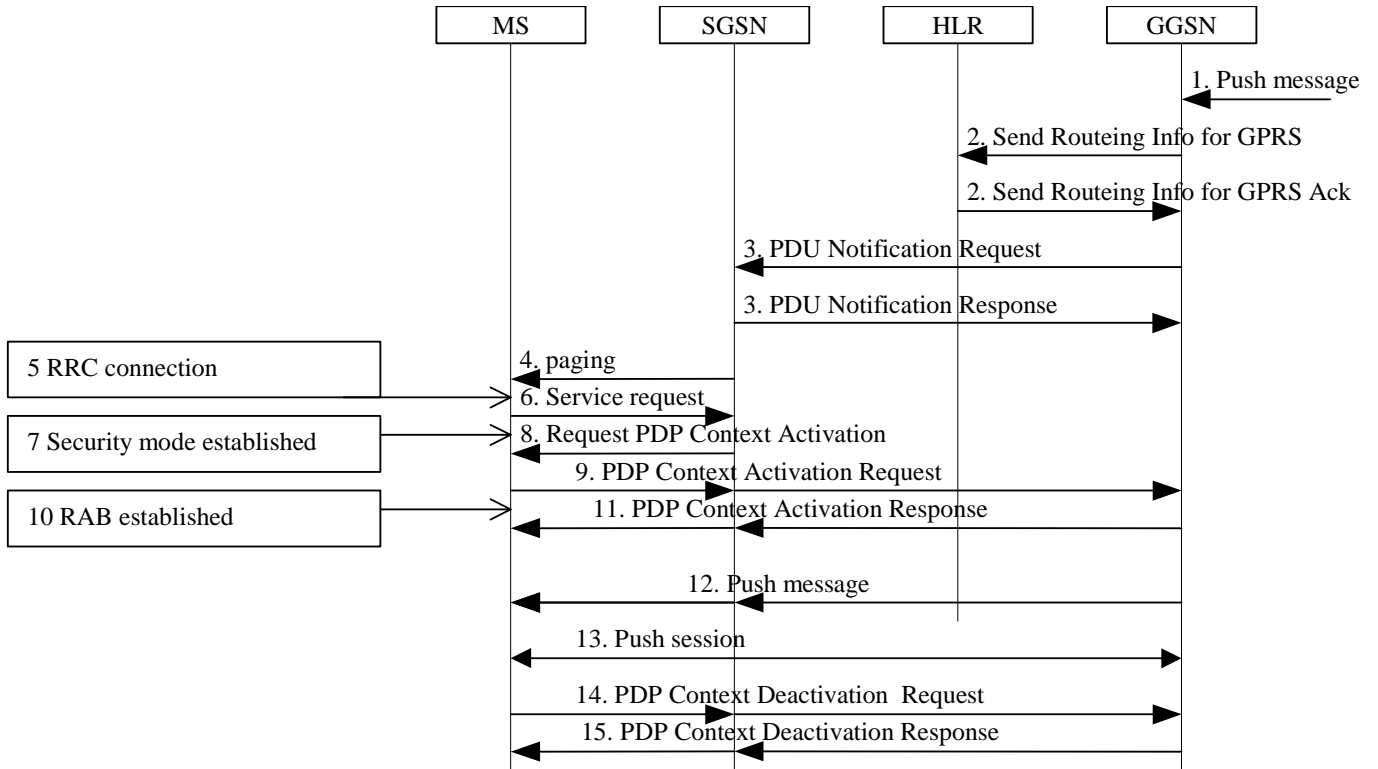 MS
SGSN
HLR
GGSN
1. Push message
2. Send Routeing Info for GPRS
2. Send Routeing Info for GPRS Ack
3. PDU Notification Request
3. PDU Notification Response
4. paging
5 RRC connection
6. Service request
7 Security mode established
8. Request PDP Context Activation
9. PDP Context Activation Request
10 RAB established
11. PDP Context Activation Response
12. Push message
13. Push session
14. PDP Context Deactivation Request
15. PDP Context Deactivation Response